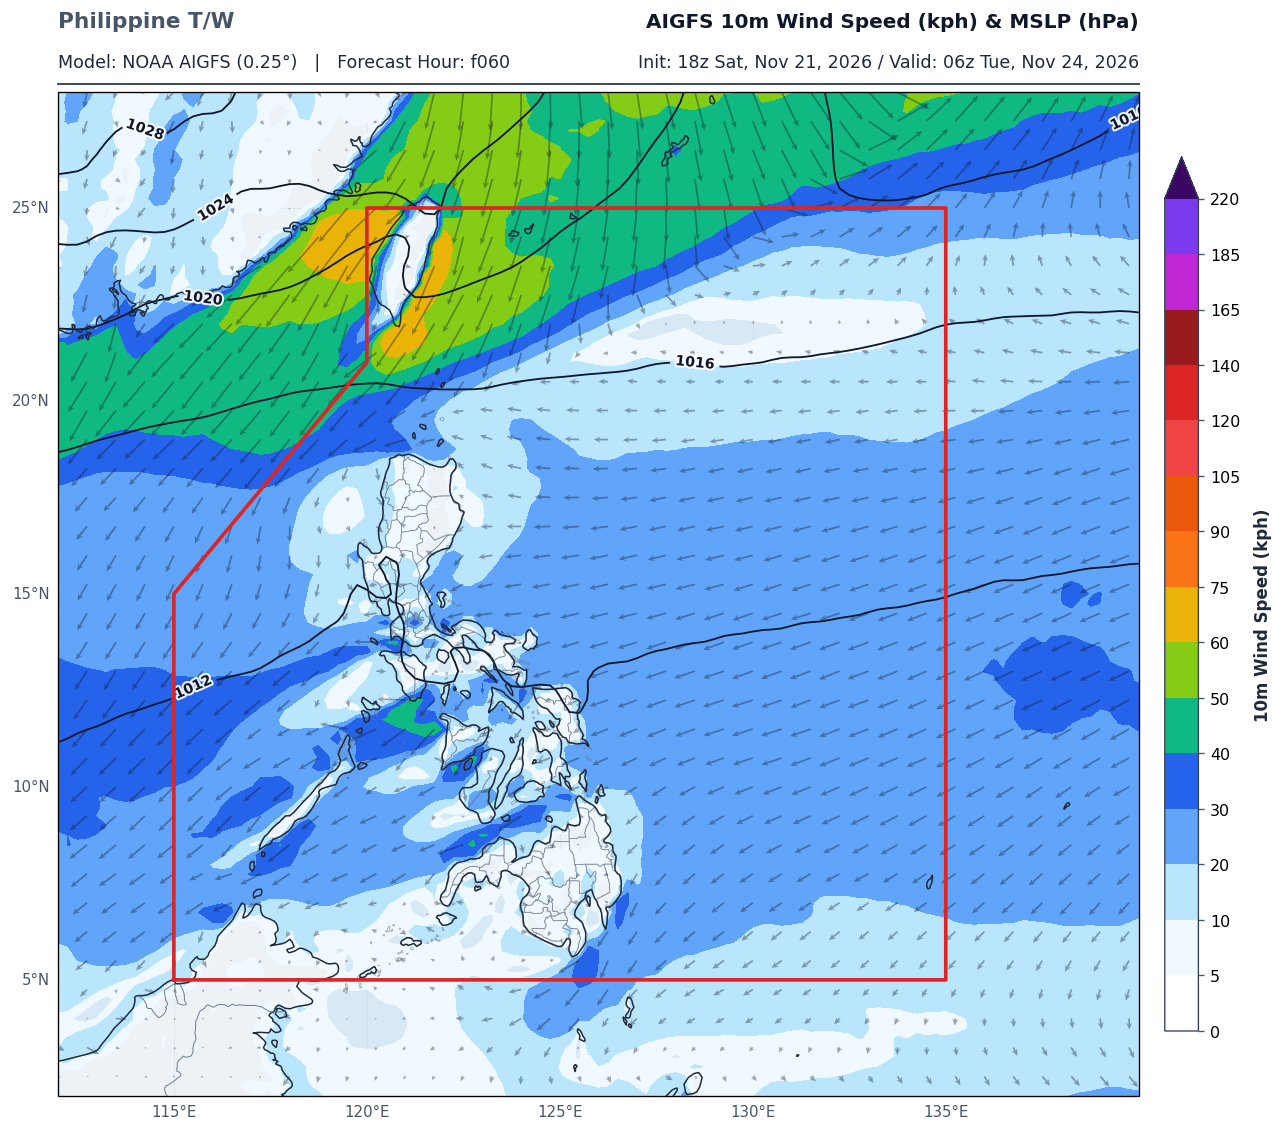 Philippine T/W
AIGFS 10m Wind Speed (kph) & MSLP (hPa)
Model: NOAA AIGFS (0.25°) | Forecast Hour: f060
Init: 18z Sat, Nov 21, 2026 / Valid: 06z Tue, Nov 24, 2026
1028
1024
1020
1016
1012
25°N
20°N
15°N
10°N
5°N
115°E
120°E
125°E
130°E
135°E
220
185
165
140
120
105
90
75
60
50
40
30
20
10
5
0
10m Wind Speed (kph)